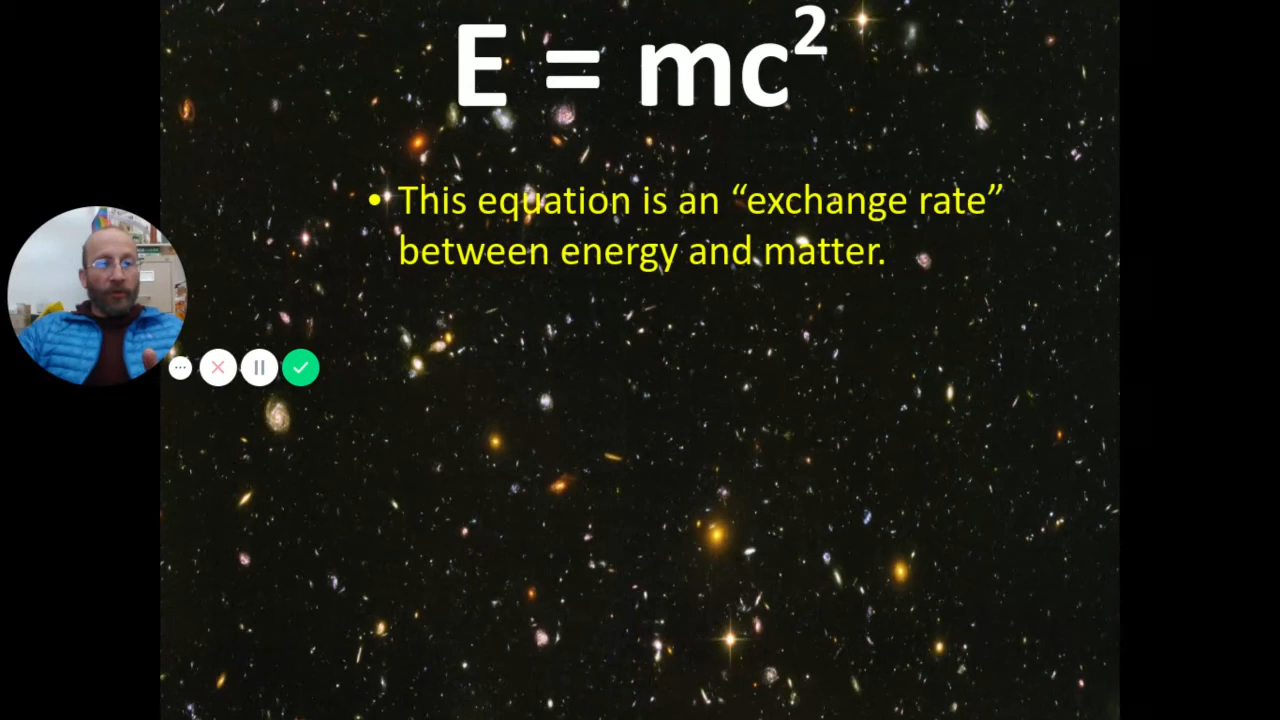 E = mc²
• This equation is an “exchange rate”
between energy and matter.